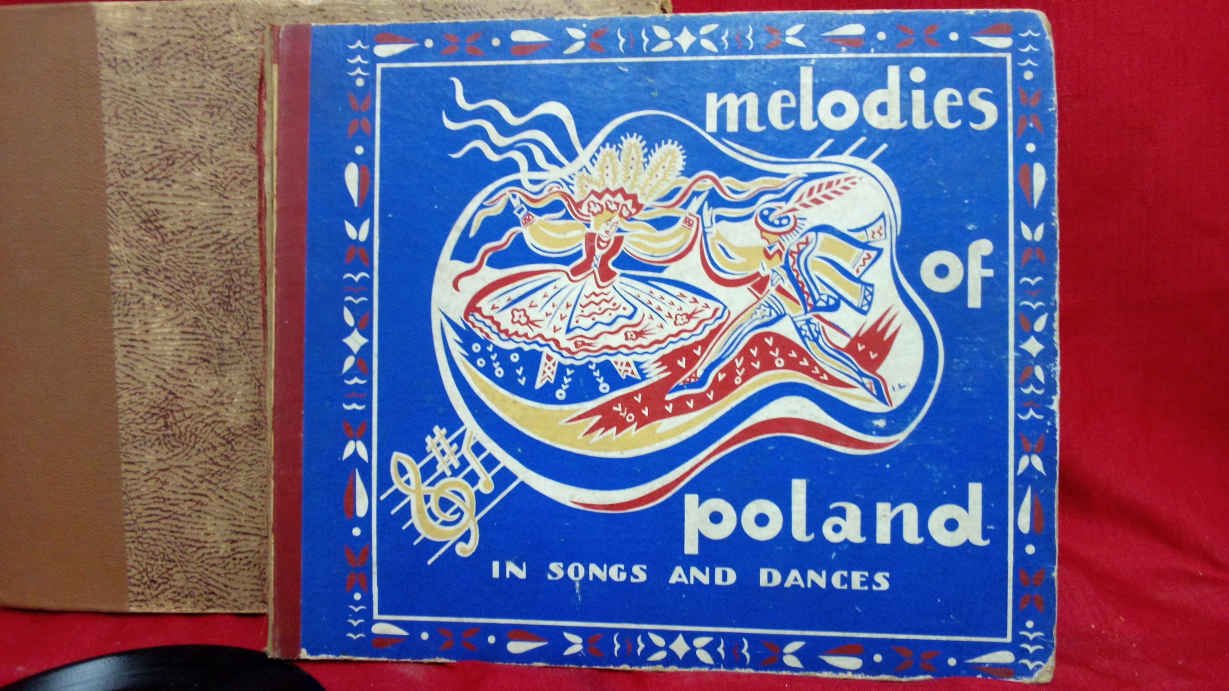 melodies
of
poland
IN SONGS AND DANCES